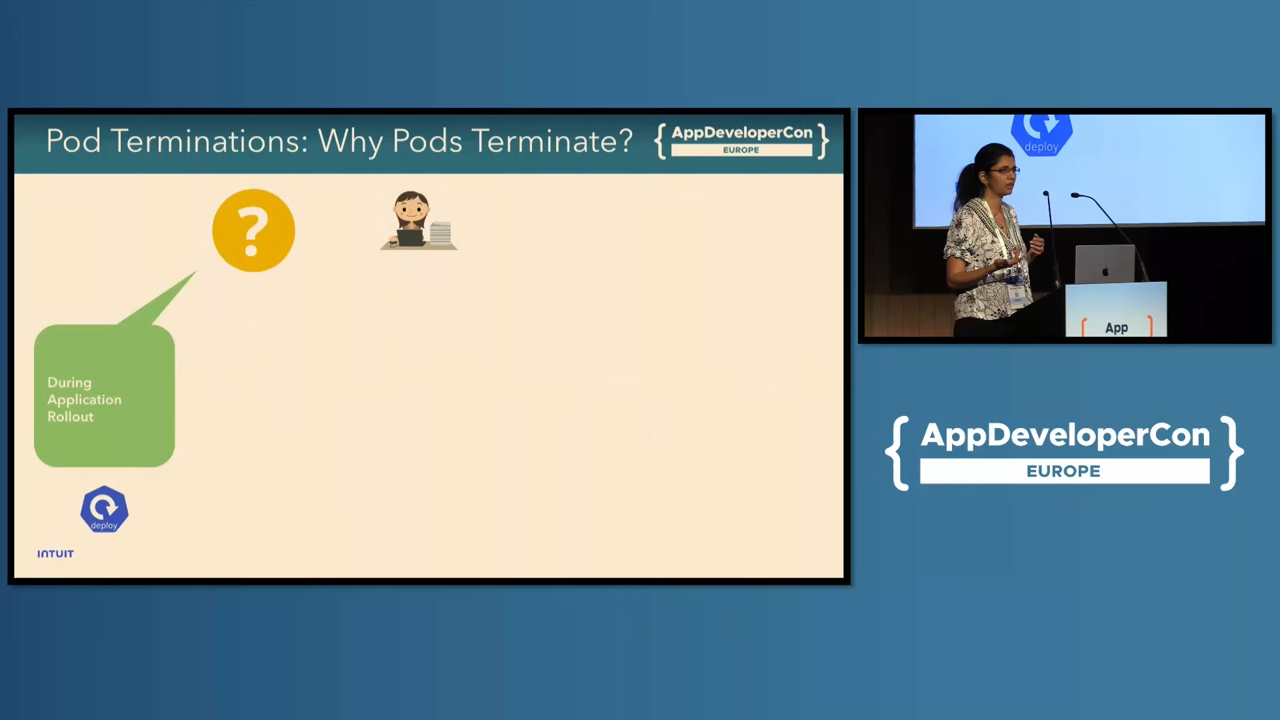 Pod Terminations: Why Pods Terminate?
{ AppDeveloperCon }
EUROPE
?
During
Application
Rollout
deploy
INTUIT
deploy
[ App ]
{ AppDeveloperCon }
EUROPE